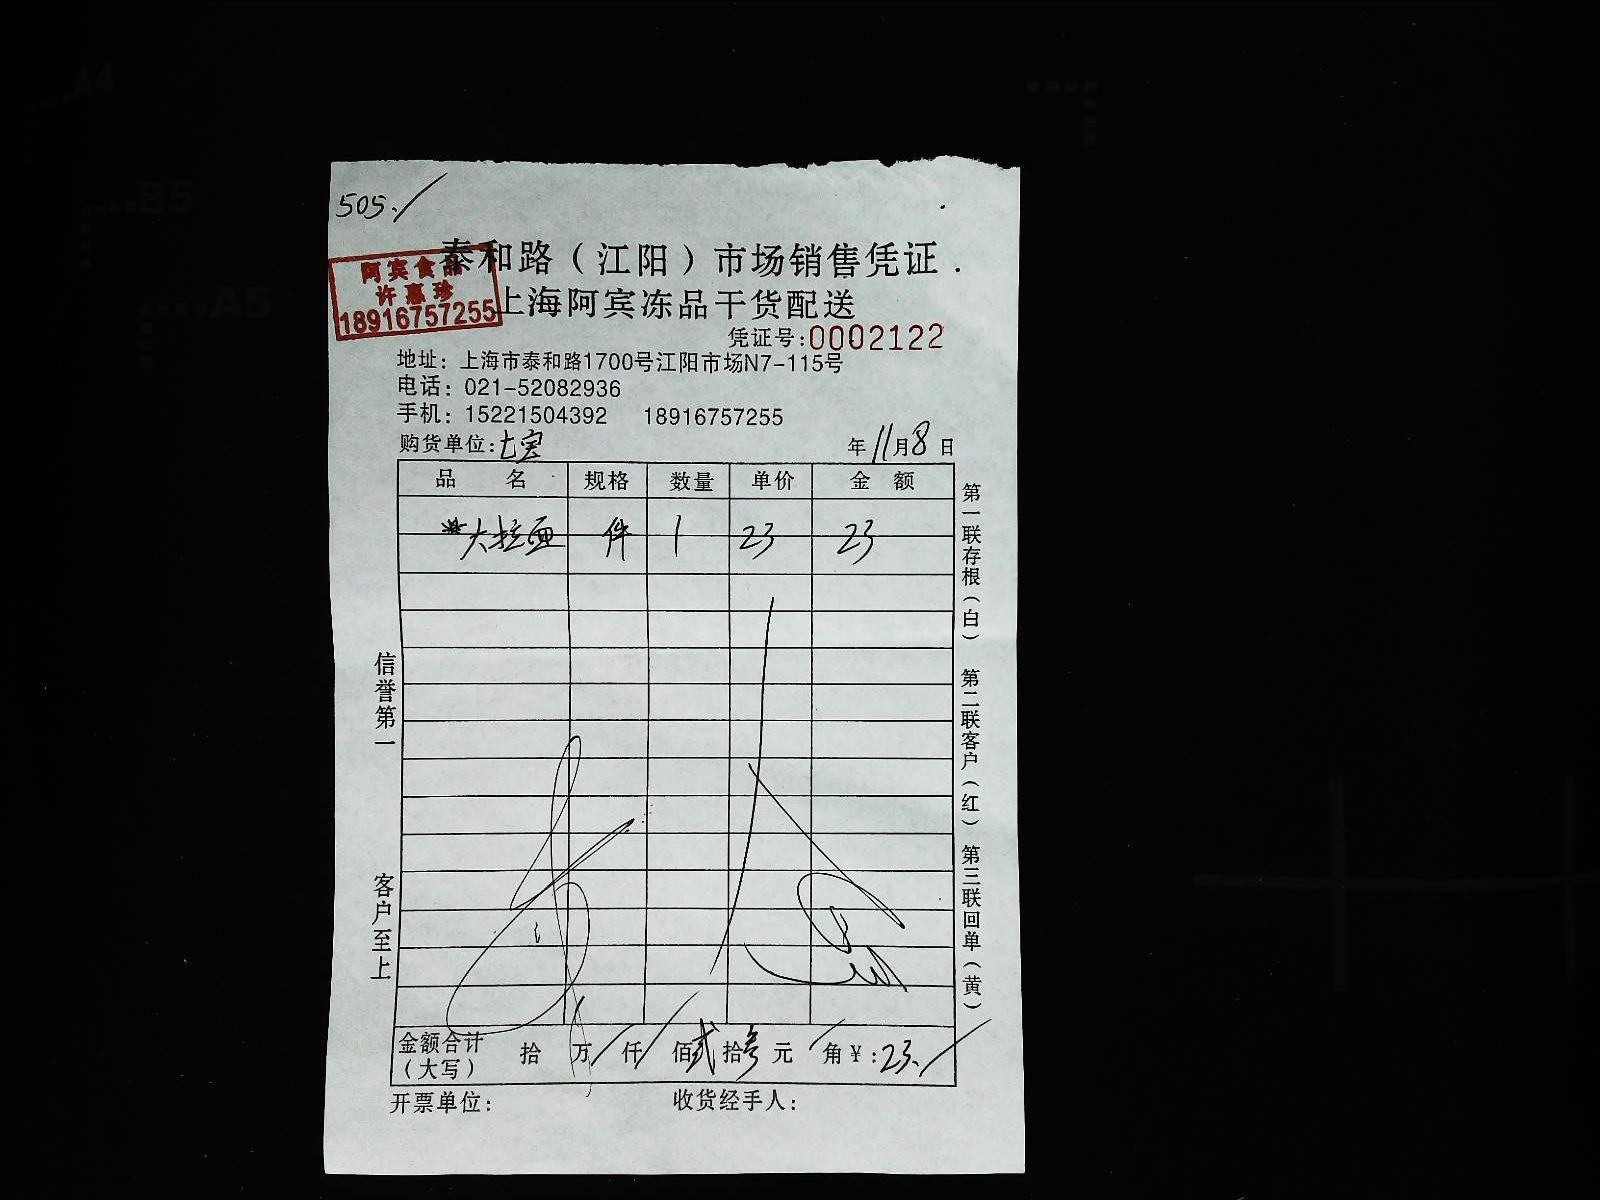 505.
泰和路（江阳）市场销售凭证
阿宾食品
许惠珍
18916757255
上海阿宾冻品干货配送
凭证号:0002122
地址：上海市泰和路1700号江阳市场N7-115号
电话：021-52082936
手机：15221504392 18916757255
购货单位:七宝 年11月8日
品名 规格 数量 单价 金额
大拉面 件 1 23 23
第一联存根（白） 第二联客户（红） 第三联回单（黄）
信誉第一
客户至上
金额合计（大写） 拾 万 仟 佰 贰 拾 叁 元 角 ¥:23.
开票单位: 收货经手人: